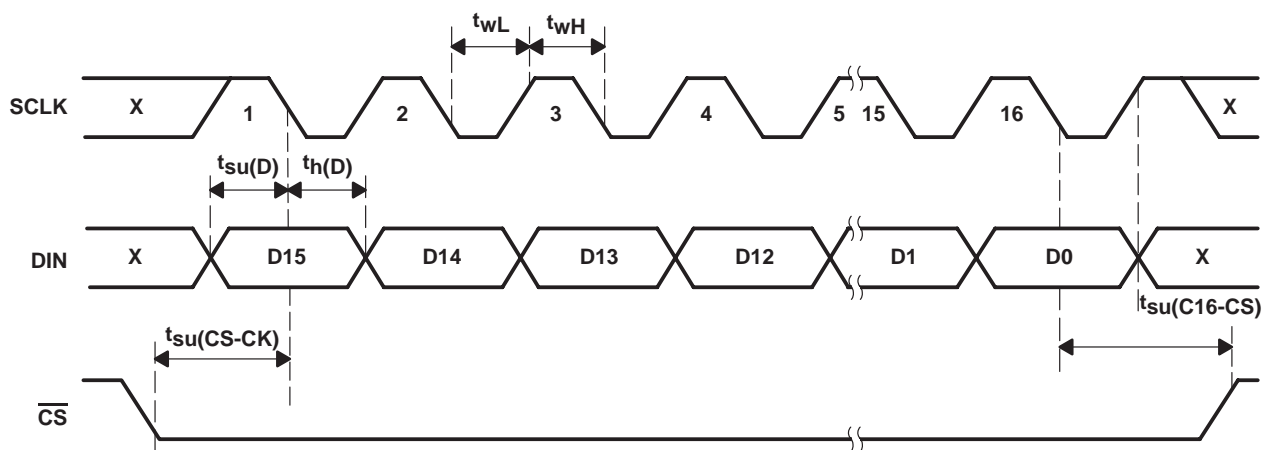 twL twH
SCLK X 1 2 3 4 5 15 16 X
tsu(D) th(D)
DIN X D15 D14 D13 D12 D1 D0 X
tsu(C16-CS)
tsu(CS-CK)
CS